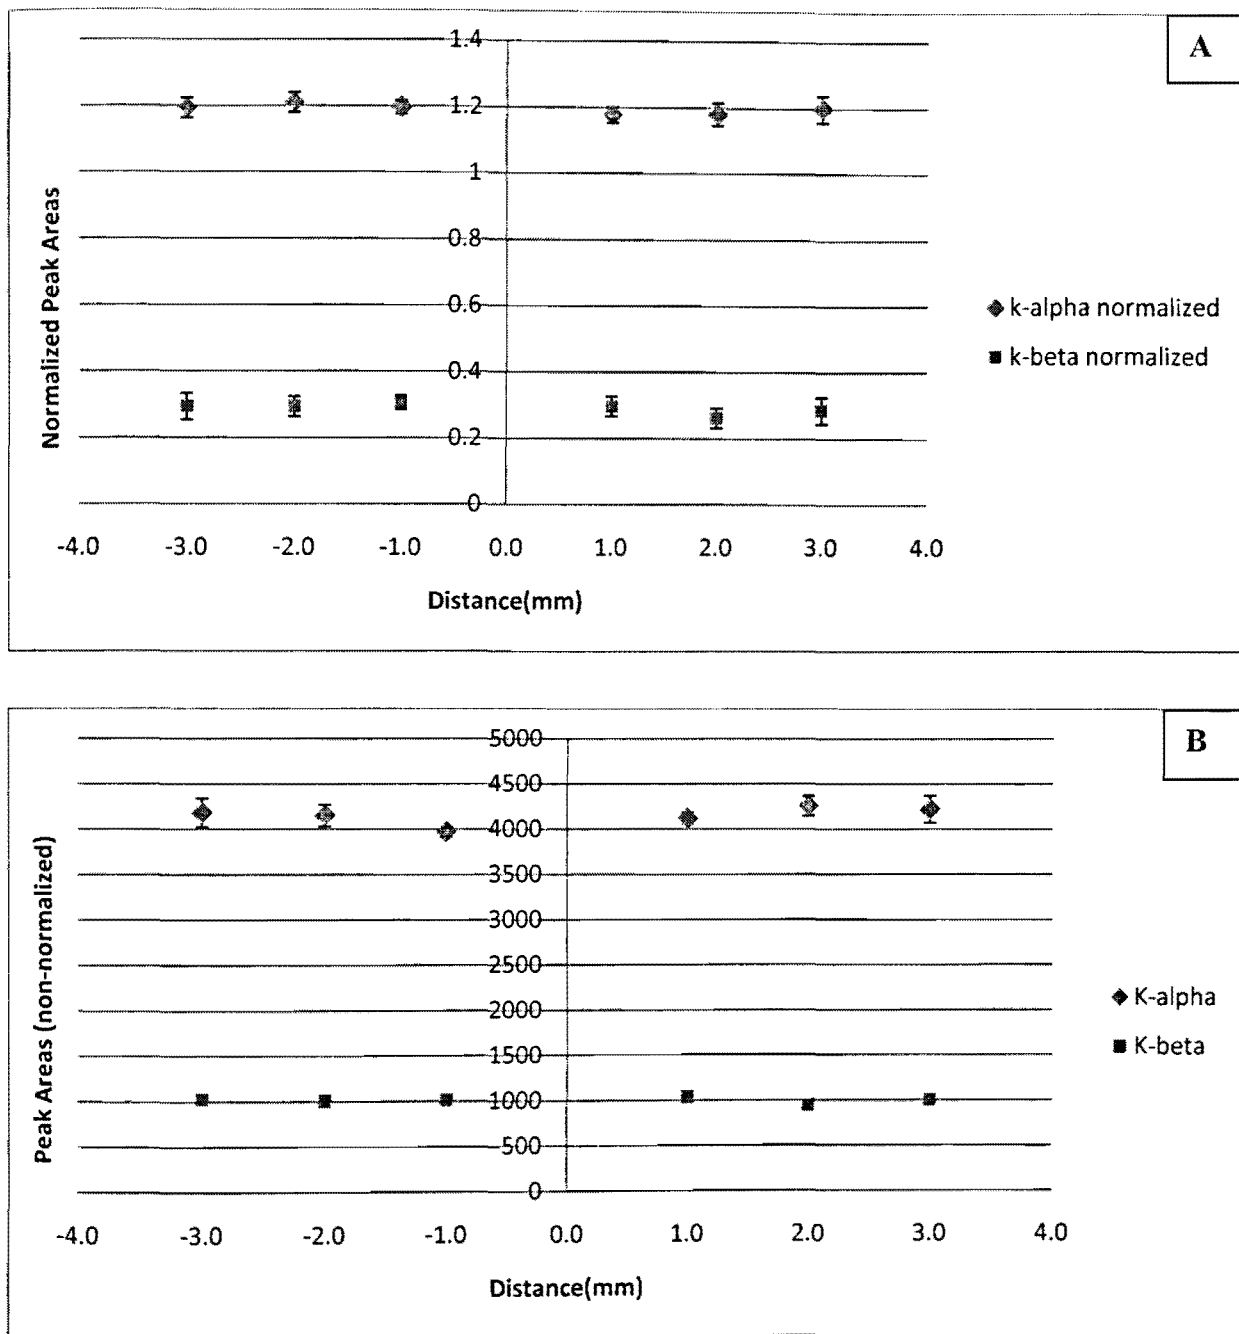 A
1.4
1.2
1
0.8
0.6
0.4
0.2
0
Normalized Peak Areas
-4.0 -3.0 -2.0 -1.0 0.0 1.0 2.0 3.0 4.0
Distance(mm)
k-alpha normalized
k-beta normalized
B
5000
4500
4000
3500
3000
2500
2000
1500
1000
500
0
Peak Areas (non-normalized)
-4.0 -3.0 -2.0 -1.0 0.0 1.0 2.0 3.0 4.0
Distance(mm)
K-alpha
K-beta